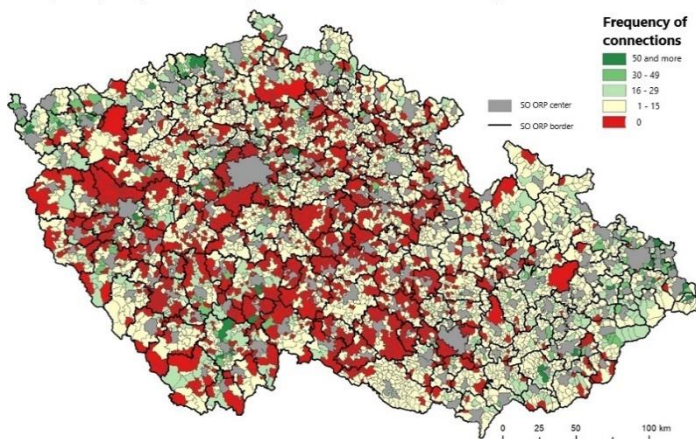 Frequency of
connections
50 and more
30 - 49
16 - 29
1 - 15
0
SO ORP center
SO ORP border
0 25 50 100 km